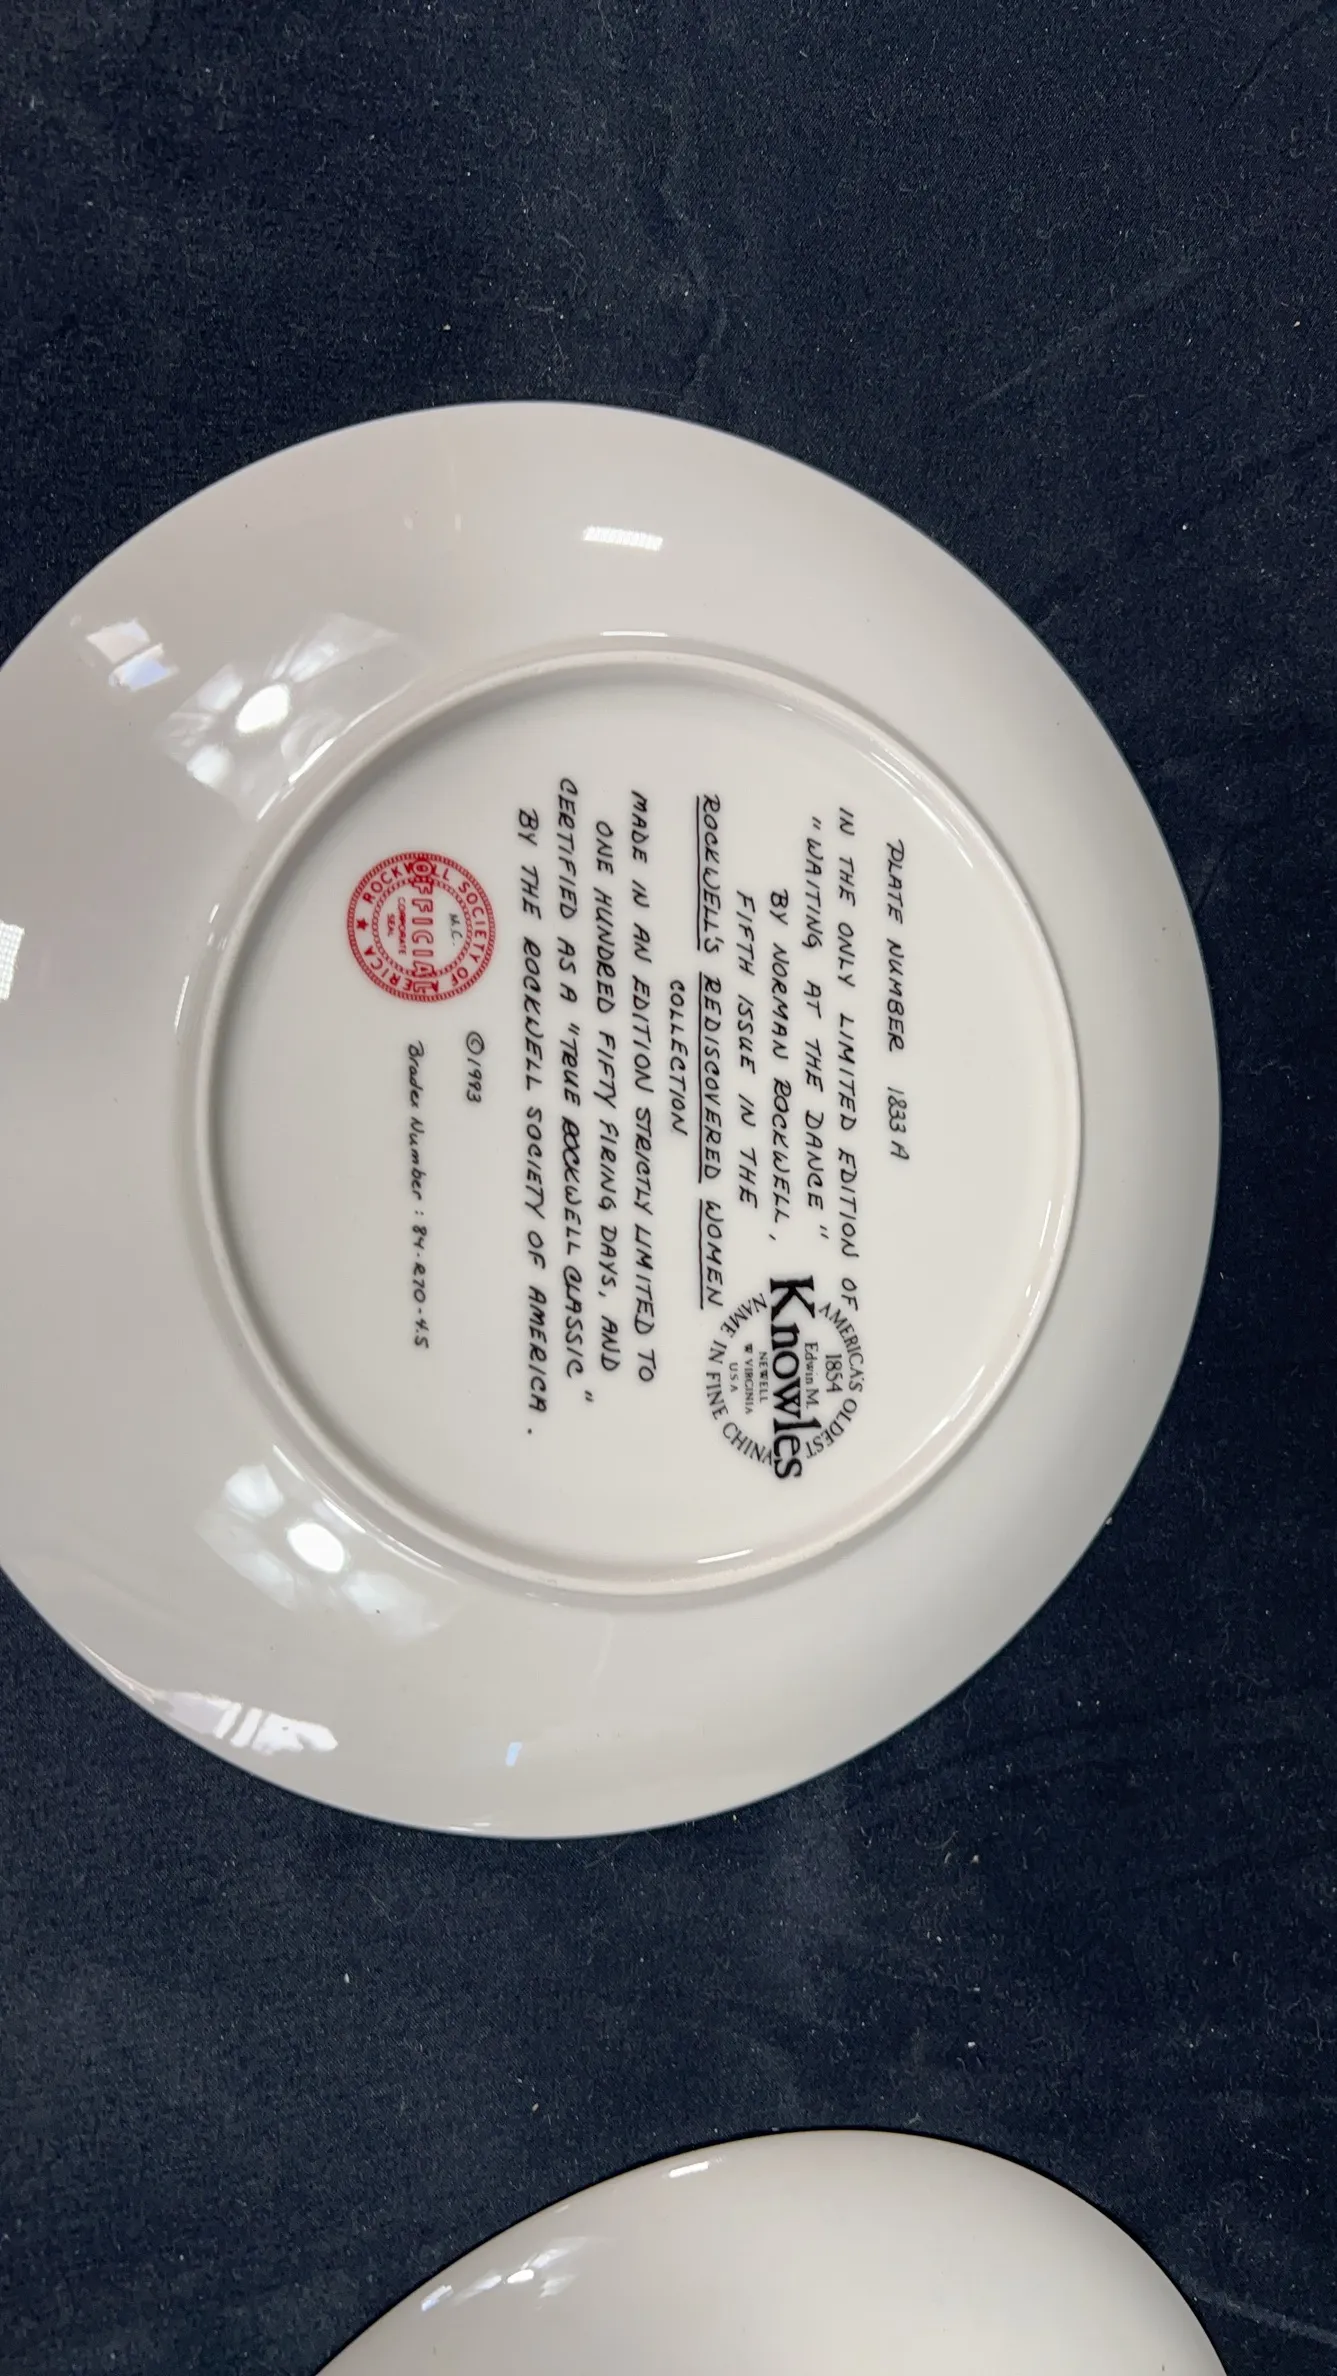 PLATE NUMBER 1833 A
IN THE ONLY LIMITED EDITION OF
"WAITING AT THE DANCE"
BY NORMAN ROCKWELL,
FIFTH ISSUE IN THE
ROCKWELL'S REDISCOVERED WOMEN
COLLECTION
AMERICA'S OLDEST
1854
Edwin M.
Knowles
NEWELL
W VIRGINIA
USA
NAME IN FINE CHINA
MADE IN AN EDITION STRICTLY LIMITED TO
ONE HUNDRED FIFTY FIRING DAYS, AND
CERTIFIED AS A "TRUE ROCKWELL CLASSIC"
BY THE ROCKWELL SOCIETY OF AMERICA.
ROCKWELL SOCIETY OF AMERICA ★
M.C.
OFFICIAL
CORPORATE
SEAL
©1993
Bradex Number: 84-R70-4.5